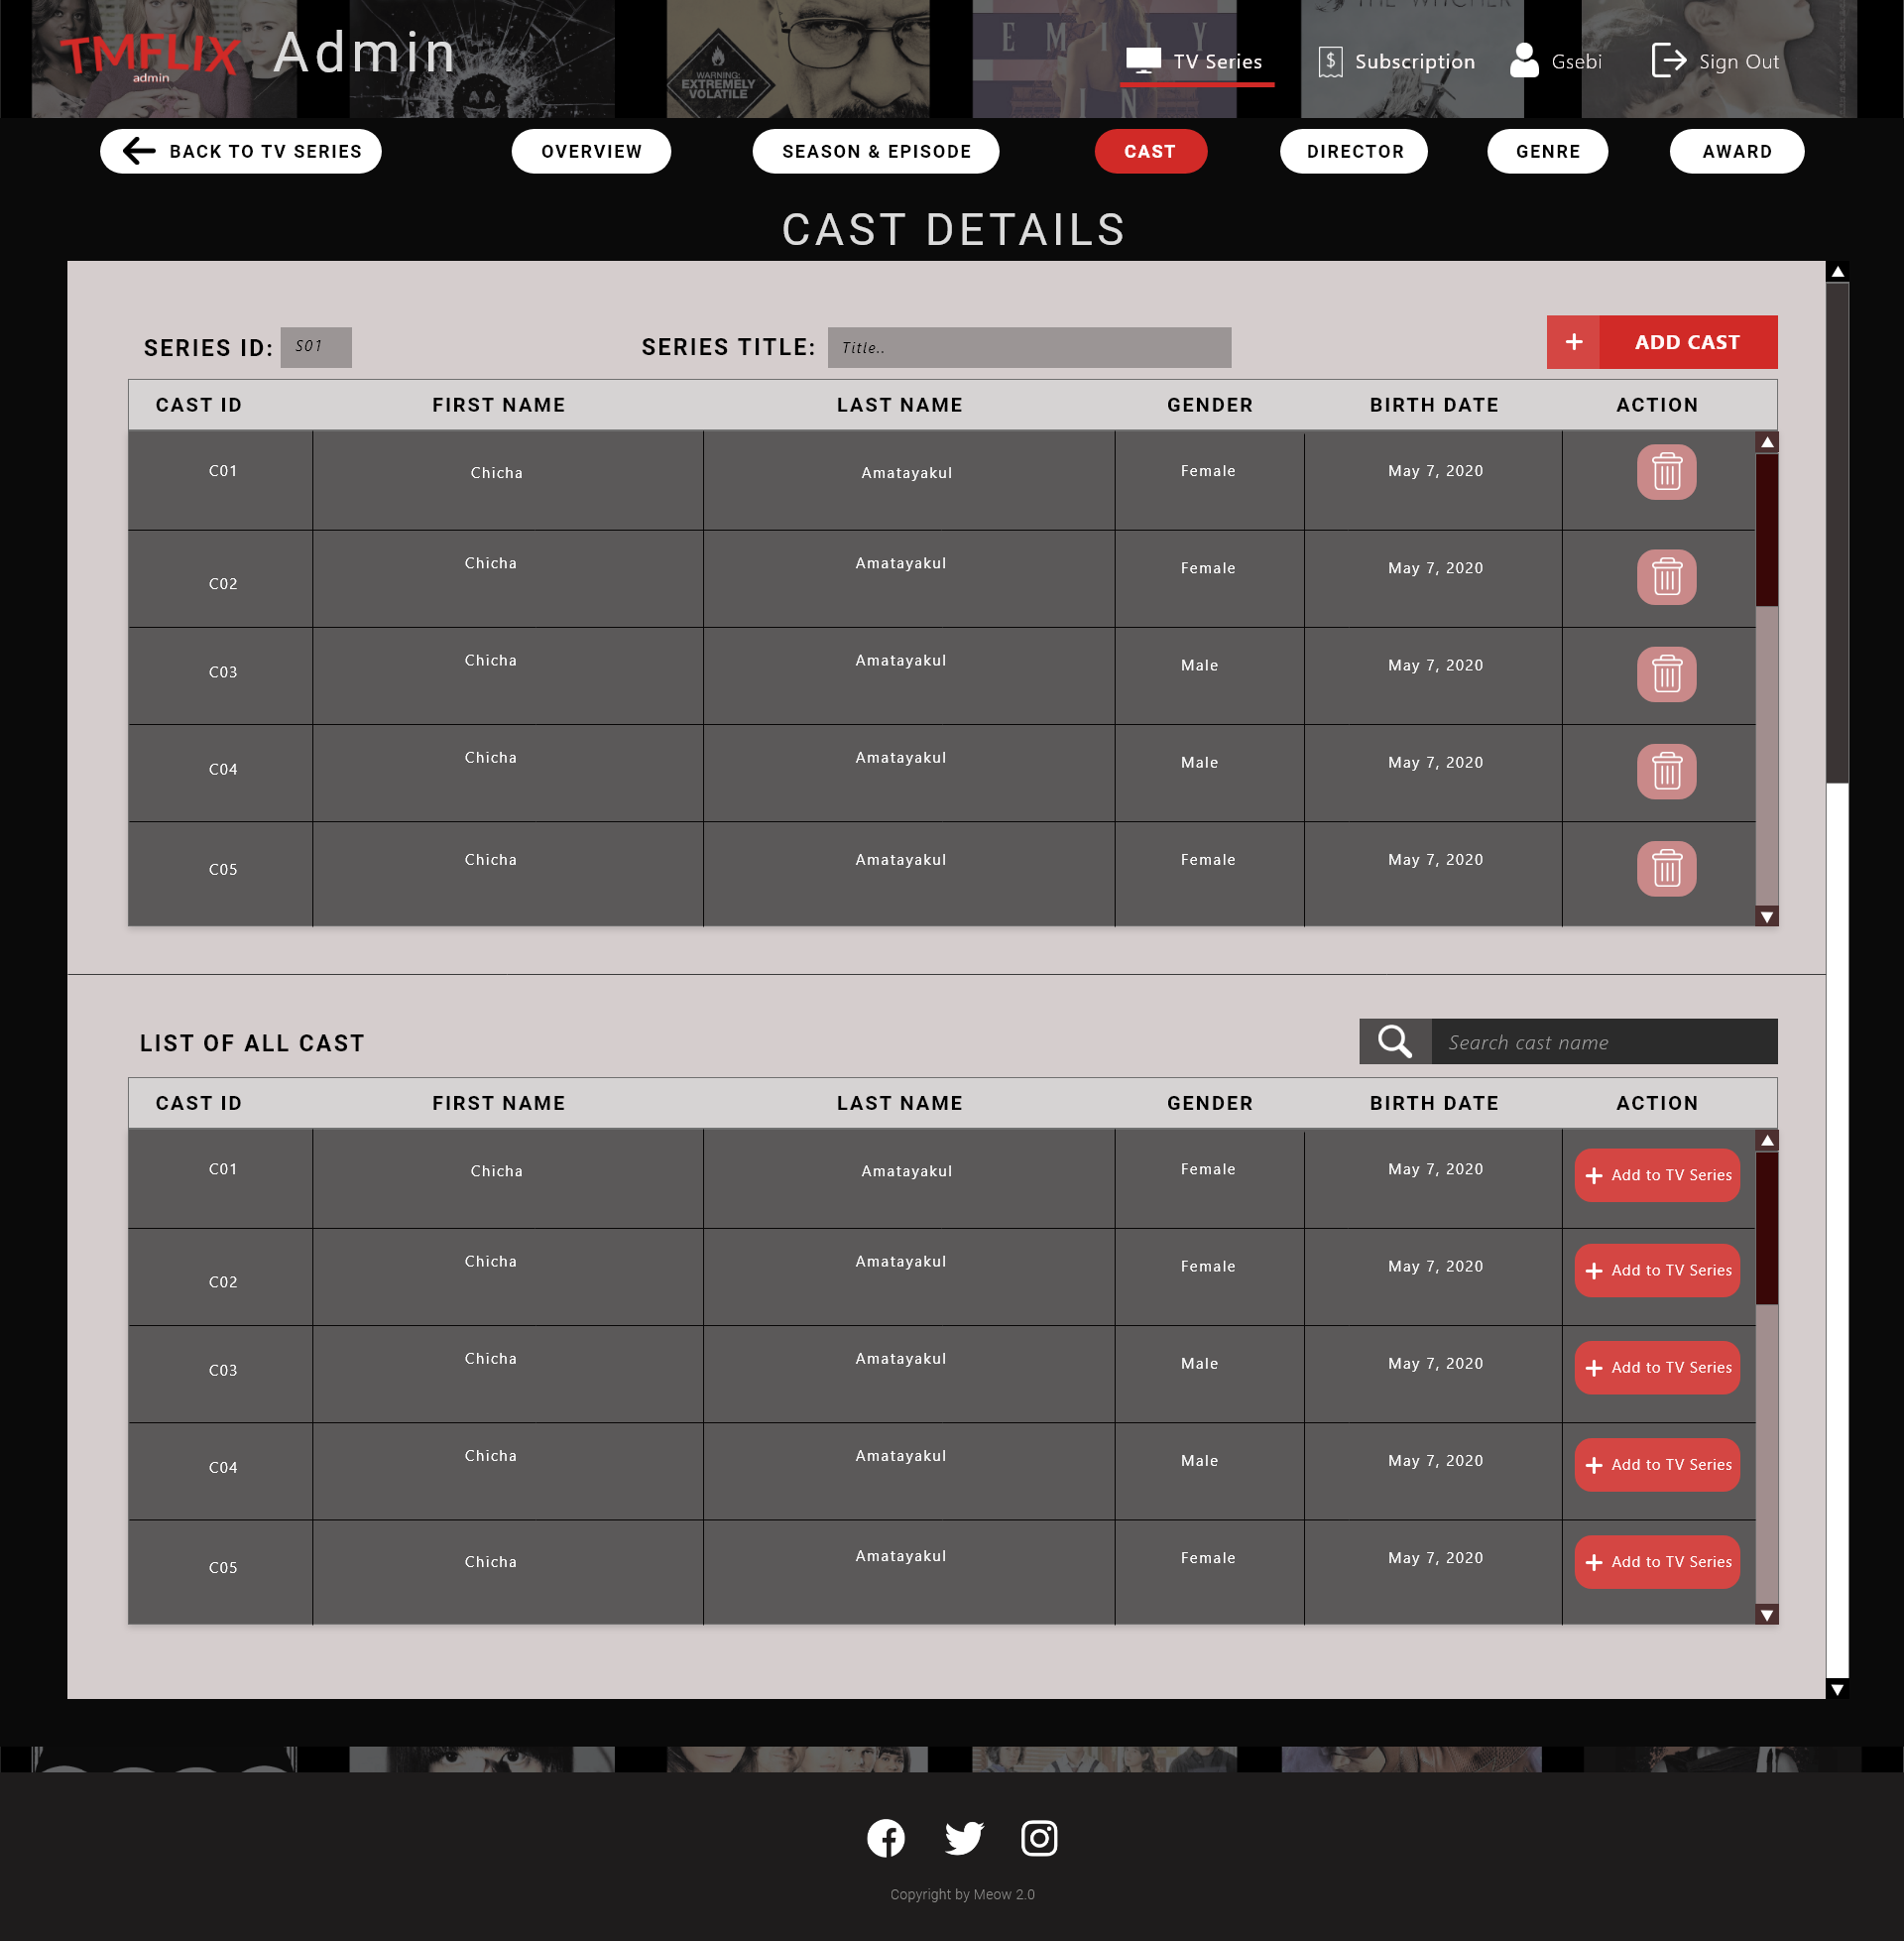 THE WITCHER
EMILY
IN
WARNING:
EXTREMELY
VOLATILE
TMFLIX
admin
Admin
TV Series
$
Subscription
Gsebi
Sign Out
BACK TO TV SERIES
OVERVIEW
SEASON & EPISODE
CAST
DIRECTOR
GENRE
AWARD
CAST DETAILS
SERIES ID: S01
SERIES TITLE: Title..
+ ADD CAST
CAST ID FIRST NAME LAST NAME GENDER BIRTH DATE ACTION
C01 Chicha Amatayakul Female May 7, 2020
C02 Chicha Amatayakul Female May 7, 2020
C03 Chicha Amatayakul Male May 7, 2020
C04 Chicha Amatayakul Male May 7, 2020
C05 Chicha Amatayakul Female May 7, 2020
LIST OF ALL CAST
Search cast name
CAST ID FIRST NAME LAST NAME GENDER BIRTH DATE ACTION
C01 Chicha Amatayakul Female May 7, 2020 + Add to TV Series
C02 Chicha Amatayakul Female May 7, 2020 + Add to TV Series
C03 Chicha Amatayakul Male May 7, 2020 + Add to TV Series
C04 Chicha Amatayakul Male May 7, 2020 + Add to TV Series
C05 Chicha Amatayakul Female May 7, 2020 + Add to TV Series
Copyright by Meow 2.0